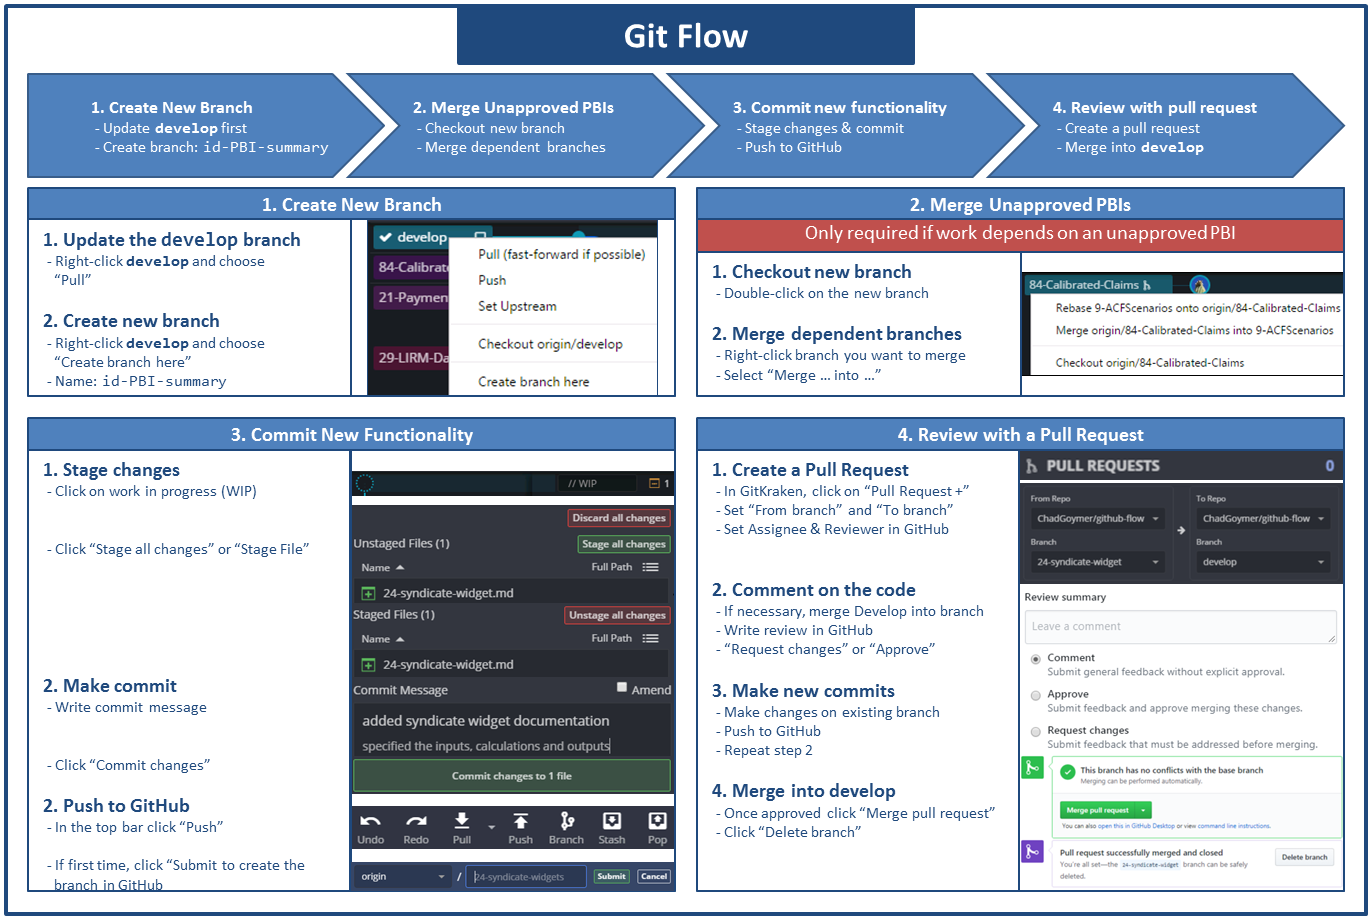 Git Flow
1. Create New Branch
- Update develop first
- Create branch: id-PBI-summary
2. Merge Unapproved PBIs
- Checkout new branch
- Merge dependent branches
3. Commit new functionality
- Stage changes & commit
- Push to GitHub
4. Review with pull request
- Create a pull request
- Merge into develop
1. Create New Branch
1. Update the develop branch
- Right-click develop and choose
“Pull”
2. Create new branch
- Right-click develop and choose
“Create branch here”
- Name: id-PBI-summary
develop
84-Calibrate
21-Paymen
29-LIRM-Da
Pull (fast-forward if possible)
Push
Set Upstream
Checkout origin/develop
Create branch here
2. Merge Unapproved PBIs
Only required if work depends on an unapproved PBI
1. Checkout new branch
- Double-click on the new branch
2. Merge dependent branches
- Right-click branch you want to merge
- Select “Merge … into …”
84-Calibrated-Claims
Rebase 9-ACFScenarios onto origin/84-Calibrated-Claims
Merge origin/84-Calibrated-Claims into 9-ACFScenarios
Checkout origin/84-Calibrated-Claims
3. Commit New Functionality
1. Stage changes
- Click on work in progress (WIP)
- Click “Stage all changes” or “Stage File”
2. Make commit
- Write commit message
- Click “Commit changes”
2. Push to GitHub
- In the top bar click “Push”
- If first time, click “Submit to create the
branch in GitHub
// WIP 1
Discard all changes
Unstaged Files (1) Stage all changes
Name Full Path
24-syndicate-widget.md
Staged Files (1) Unstage all changes
Name Full Path
24-syndicate-widget.md
Commit Message Amend
added syndicate widget documentation
specified the inputs, calculations and outputs
Commit changes to 1 file
Undo Redo Pull Push Branch Stash Pop
origin / 24-syndicate-widgets Submit Cancel
4. Review with a Pull Request
1. Create a Pull Request
- In GitKraken, click on “Pull Request +”
- Set “From branch” and “To branch”
- Set Assignee & Reviewer in GitHub
2. Comment on the code
- If necessary, merge Develop into branch
- Write review in GitHub
- “Request changes” or “Approve”
3. Make new commits
- Make changes on existing branch
- Push to GitHub
- Repeat step 2
4. Merge into develop
- Once approved click “Merge pull request”
- Click “Delete branch”
PULL REQUESTS 0
From Repo To Repo
ChadGoymer/github-flow ChadGoymer/github-flow
Branch Branch
24-syndicate-widget develop
Review summary
Leave a comment
Comment
Submit general feedback without explicit approval.
Approve
Submit feedback and approve merging these changes.
Request changes
Submit feedback that must be addressed before merging.
This branch has no conflicts with the base branch
Merging can be performed automatically.
Merge pull request
You can also open this in GitHub Desktop or view command line instructions.
Pull request successfully merged and closed
You're all set—the 24-syndicate-widget branch can be safely
deleted.
Delete branch